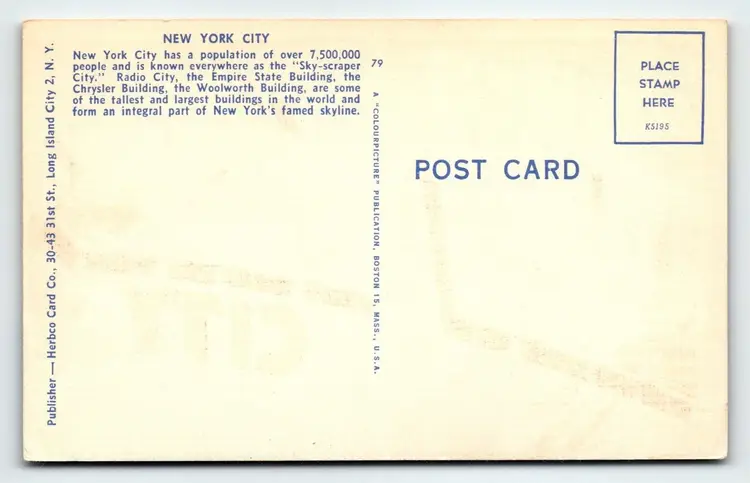 NEW YORK CITY
New York City has a population of over 7,500,000
people and is known everywhere as the "Sky-scraper
City." Radio City, the Empire State Building, the
Chrysler Building, the Woolworth Building, are some
of the tallest and largest buildings in the world and
form an integral part of New York's famed skyline.
Publisher — Herbco Card Co., 30-43 31st St., Long Island City 2, N. Y.
79
A "COLOURPICTURE" PUBLICATION, BOSTON 15, MASS., U.S.A.
POST CARD
PLACE
STAMP
HERE
K5195